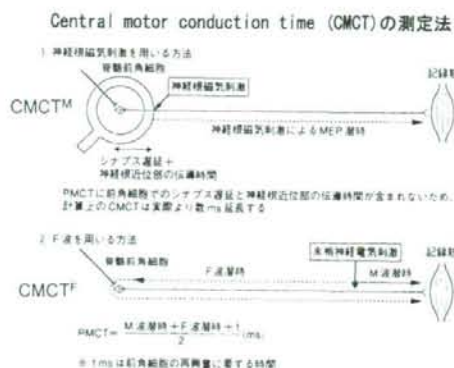 Central motor conduction time (CMCT)の測定法
1. 神経根磁気刺激を用いる方法
脊髄前角細胞
神経根磁気刺激
記録筋
CMCTM
神経根磁気刺激によるMEP潜時
シナプス遅延+
神経根近位部の伝導時間
PMCTに前角細胞でのシナプス遅延と神経根近位部の伝導時間が含まれないため、
計算上のCMCTは実際より数ms延長する
2. F波を用いる方法
脊髄前角細胞
末梢神経電気刺激
記録筋
F波潜時
M波潜時
CMCTF
PMCT= M波潜時+F波潜時-1 / 2 (ms)
※1msは前角細胞の再興奮に要する時間